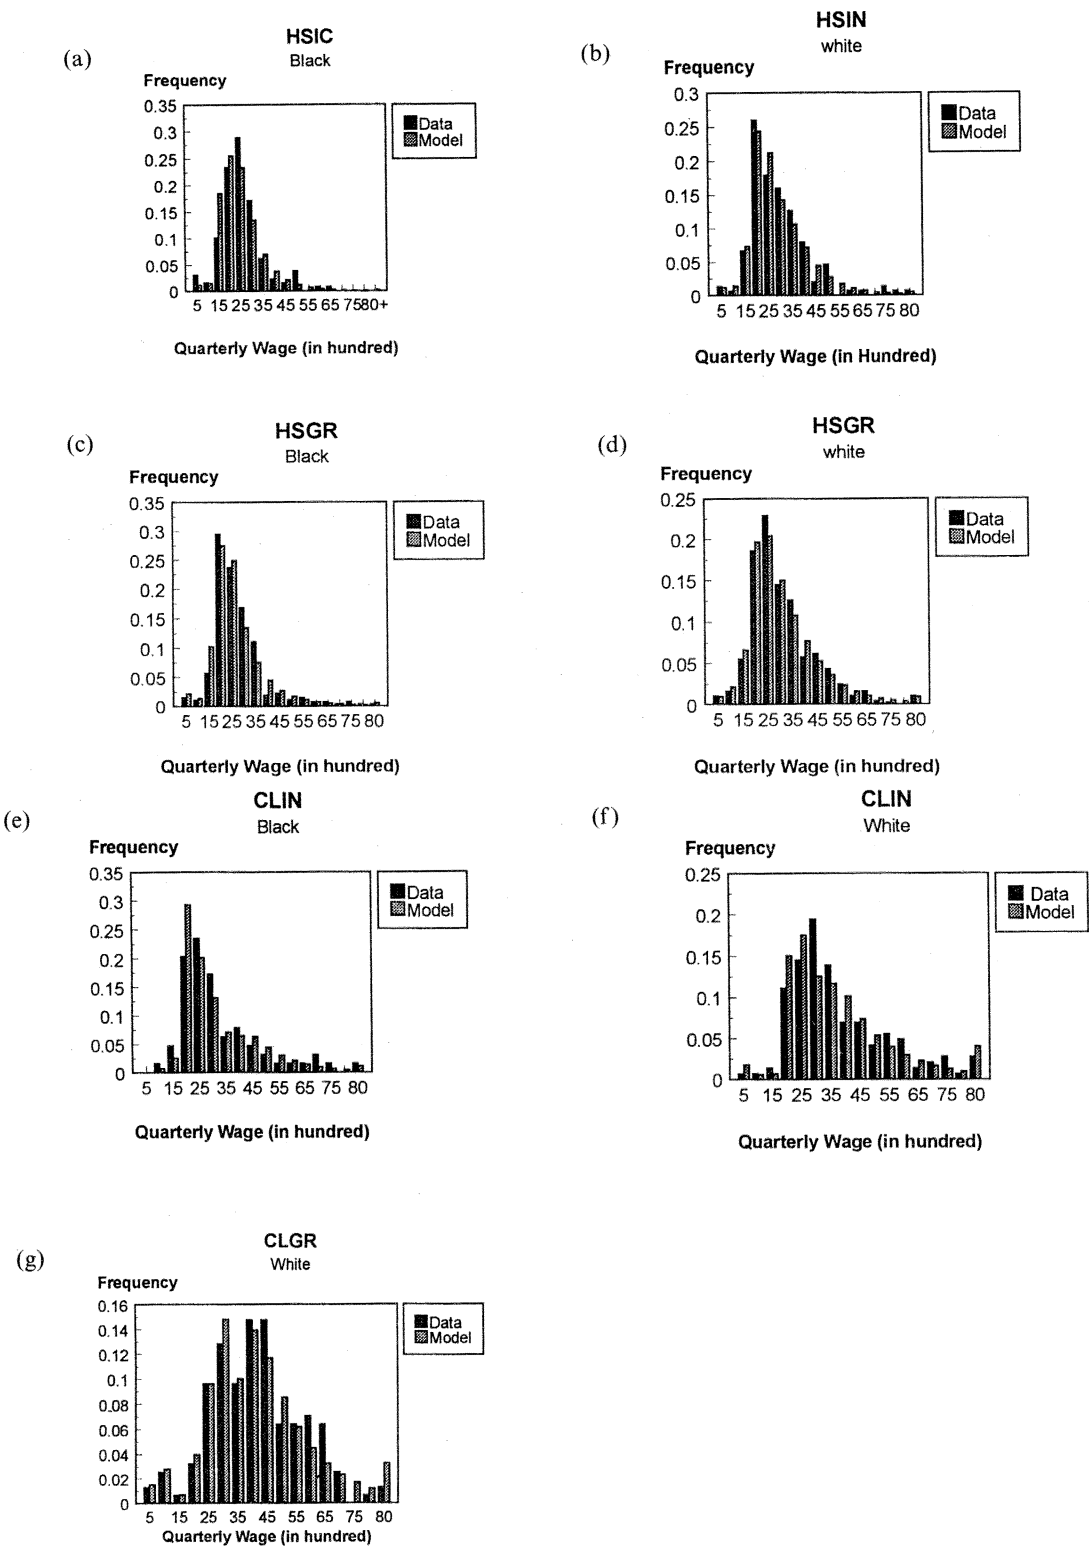 (a)
HSIC
Black
Frequency
0.35
0.3
0.25
0.2
0.15
0.1
0.05
0
5 15 25 35 45 55 65 7580+
Data
Model
Quarterly Wage (in hundred)
(b)
HSIN
white
Frequency
0.3
0.25
0.2
0.15
0.1
0.05
0
5 15 25 35 45 55 65 75 80
Data
Model
Quarterly Wage (in Hundred)
(c)
HSGR
Black
Frequency
0.35
0.3
0.25
0.2
0.15
0.1
0.05
0
5 15 25 35 45 55 65 75 80
Data
Model
Quarterly Wage (in hundred)
(d)
HSGR
white
Frequency
0.25
0.2
0.15
0.1
0.05
0
5 15 25 35 45 55 65 75 80
Data
Model
Quarterly Wage (in hundred)
(e)
CLIN
Black
Frequency
0.35
0.3
0.25
0.2
0.15
0.1
0.05
0
5 15 25 35 45 55 65 75 80
Data
Model
Quarterly Wage (in hundred)
(f)
CLIN
White
Frequency
0.25
0.2
0.15
0.1
0.05
0
5 15 25 35 45 55 65 75 80
Data
Model
Quarterly Wage (in hundred)
(g)
CLGR
White
Frequency
0.16
0.14
0.12
0.1
0.08
0.06
0.04
0.02
0
5 15 25 35 45 55 65 75 80
Data
Model
Quarterly Wage (in hundred)